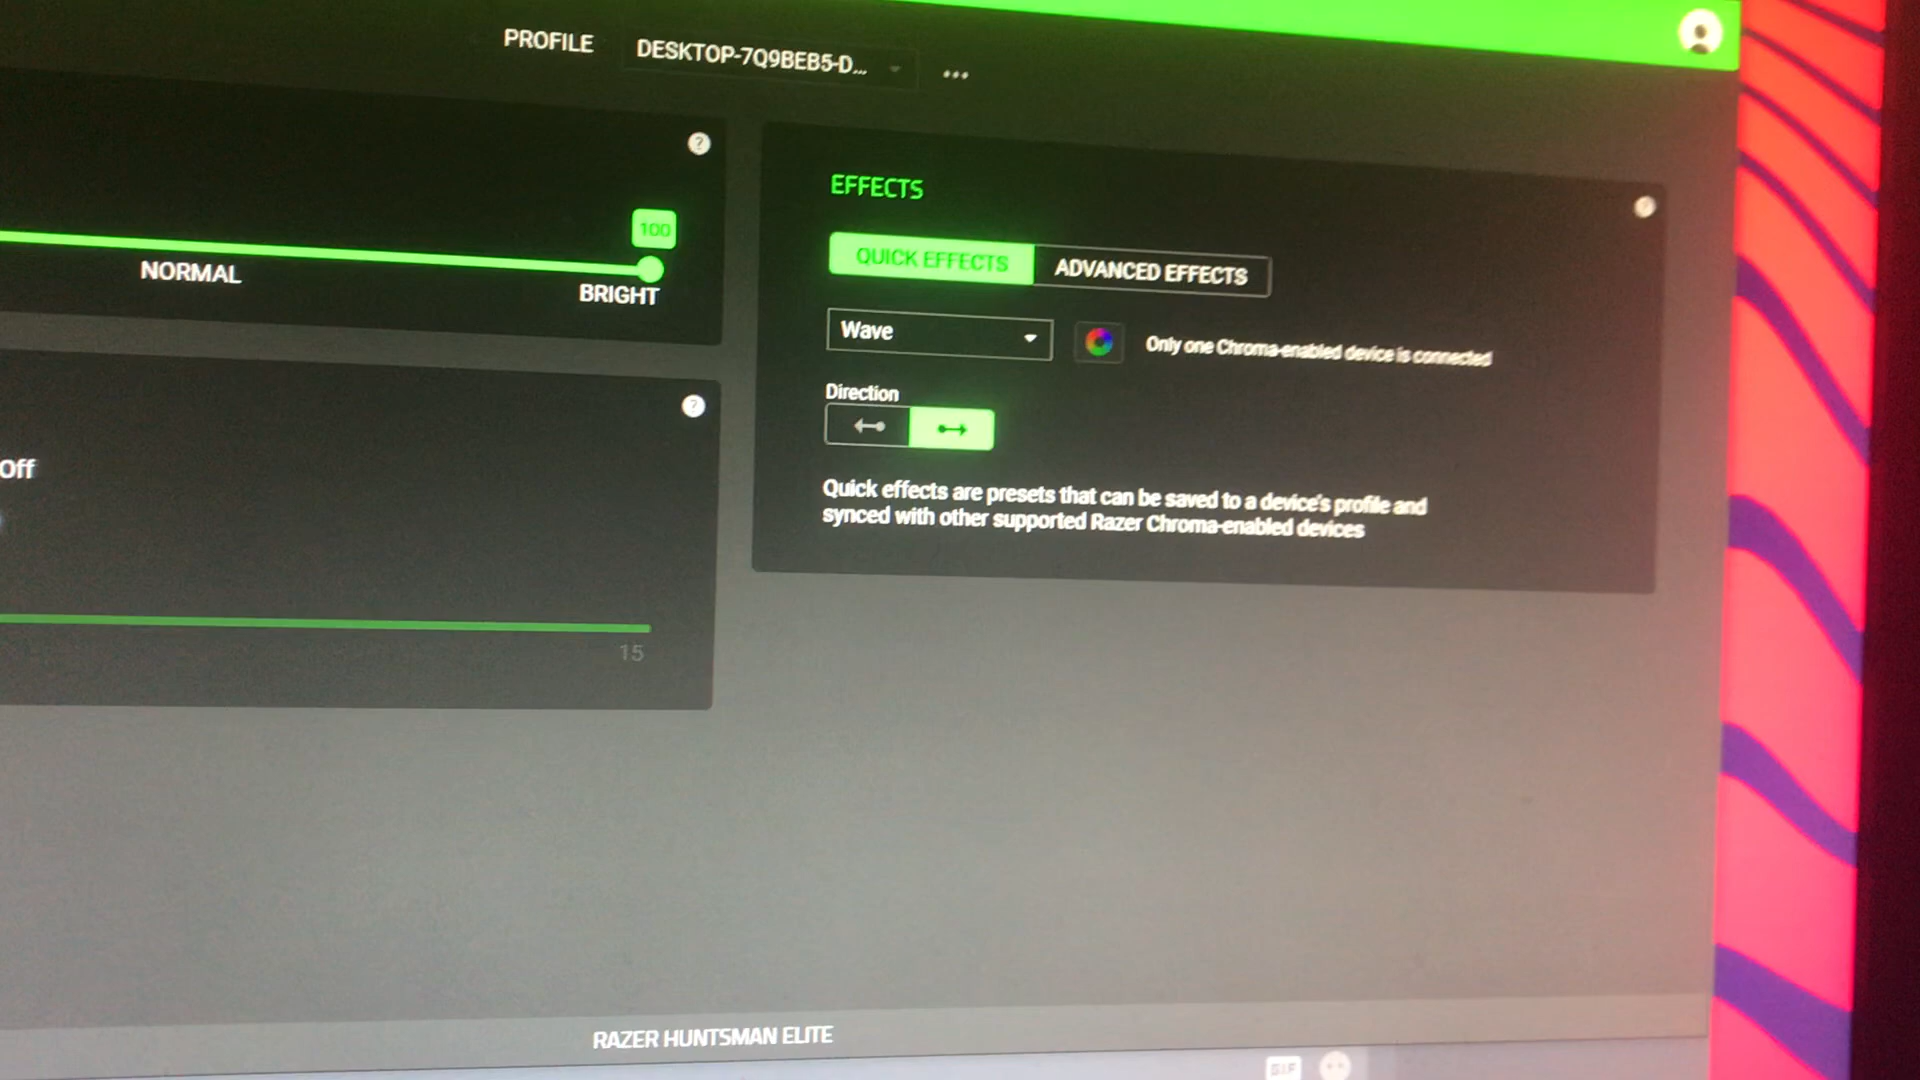 PROFILE
DESKTOP-7Q9BEB5-D...
EFFECTS
100
NORMAL
BRIGHT
QUICK EFFECTS
ADVANCED EFFECTS
Wave
Only one Chroma-enabled device is connected
Direction
Off
Quick effects are presets that can be saved to a device's profile and
synced with other supported Razer Chroma-enabled devices
15
RAZER HUNTSMAN ELITE
GIF